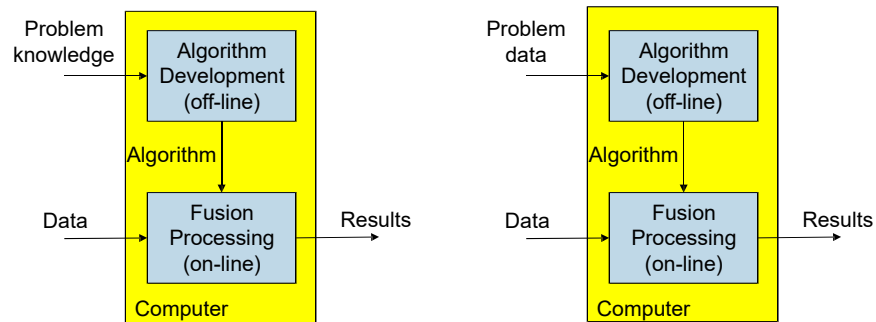 Problem
knowledge
Algorithm
Development
(off-line)
Algorithm
Data
Fusion
Processing
(on-line)
Results
Computer
Problem
data
Algorithm
Development
(off-line)
Algorithm
Data
Fusion
Processing
(on-line)
Results
Computer